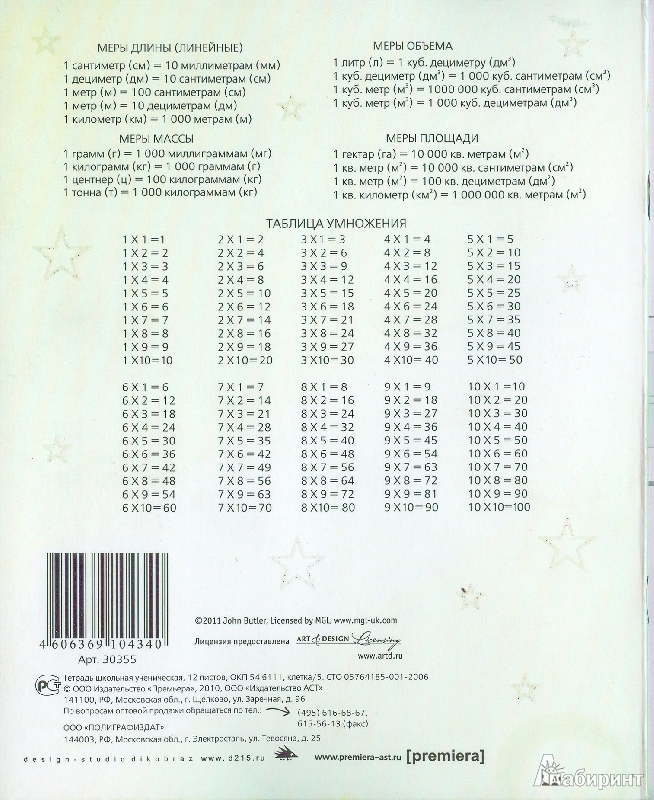 МЕРЫ ДЛИНЫ (ЛИНЕЙНЫЕ)
1 сантиметр (см) = 10 миллиметрам (мм)
1 дециметр (дм) = 10 сантиметрам (см)
1 метр (м) = 100 сантиметрам (см)
1 метр (м) = 10 дециметрам (дм)
1 километр (км) = 1 000 метрам (м)
МЕРЫ ОБЪЕМА
1 литр (л) = 1 куб. дециметру (дм³)
1 куб. дециметр (дм³) = 1 000 куб. сантиметрам (см³)
1 куб. метр (м³) = 1000 000 куб. сантиметрам (см³)
1 куб. метр (м³) = 1 000 куб. дециметрам (дм³)
МЕРЫ МАССЫ
1 грамм (г) = 1 000 миллиграммам (мг)
1 килограмм (кг) = 1 000 граммам (г)
1 центнер (ц) = 100 килограммам (кг)
1 тонна (т) = 1 000 килограммам (кг)
МЕРЫ ПЛОЩАДИ
1 гектар (га) = 10 000 кв. метрам (м²)
1 кв. метр (м²) = 10 000 кв. сантиметрам (см²)
1 кв. метр (м²) = 100 кв. дециметрам (дм²)
1 кв. километр (км²) = 1 000 000 кв. метрам (м²)
ТАБЛИЦА УМНОЖЕНИЯ
1 X 1 = 1 2 X 1 = 2 3 X 1 = 3 4 X 1 = 4 5 X 1 = 5
1 X 2 = 2 2 X 2 = 4 3 X 2 = 6 4 X 2 = 8 5 X 2 = 10
1 X 3 = 3 2 X 3 = 6 3 X 3 = 9 4 X 3 = 12 5 X 3 = 15
1 X 4 = 4 2 X 4 = 8 3 X 4 = 12 4 X 4 = 16 5 X 4 = 20
1 X 5 = 5 2 X 5 = 10 3 X 5 = 15 4 X 5 = 20 5 X 5 = 25
1 X 6 = 6 2 X 6 = 12 3 X 6 = 18 4 X 6 = 24 5 X 6 = 30
1 X 7 = 7 2 X 7 = 14 3 X 7 = 21 4 X 7 = 28 5 X 7 = 35
1 X 8 = 8 2 X 8 = 16 3 X 8 = 24 4 X 8 = 32 5 X 8 = 40
1 X 9 = 9 2 X 9 = 18 3 X 9 = 27 4 X 9 = 36 5 X 9 = 45
1 X10=10 2 X10=20 3 X10=30 4 X10= 40 5 X10= 50
6 X 1 = 6 7 X 1 = 7 8 X 1 = 8 9 X 1 = 9 10 X 1 =10
6 X 2 = 12 7 X 2 = 14 8 X 2 = 16 9 X 2 = 18 10 X 2 = 20
6 X 3 = 18 7 X 3 = 21 8 X 3 = 24 9 X 3 = 27 10 X 3 = 30
6 X 4 = 24 7 X 4 = 28 8 X 4 = 32 9 X 4 = 36 10 X 4 = 40
6 X 5 = 30 7 X 5 = 35 8 X 5 = 40 9 X 5 = 45 10 X 5 = 50
6 X 6 = 36 7 X 6 = 42 8 X 6 = 48 9 X 6 = 54 10 X 6 = 60
6 X 7 = 42 7 X 7 = 49 8 X 7 = 56 9 X 7 = 63 10 X 7 = 70
6 X 8 = 48 7 X 8 = 56 8 X 8 = 64 9 X 8 = 72 10 X 8 = 80
6 X 9 = 54 7 X 9 = 63 8 X 9 = 72 9 X 9 = 81 10 X 9 = 90
6 X10=60 7 X10=70 8 X10= 80 9 X10=90 10 X10=100
4 606369 104340
Арт. 30355
©2011 John Butler, Licensed by MGL, www.mgl-uk.com
Лицензия предоставлена ART & DESIGN Licensing
www.artd.ru
Тетрадь школьная ученическая, 12 листов, ОКП 54 6111, клетка/5, СТО 05764185-001-2006
© ООО Издательство «Премьера», 2010, ООО «Издательство АСТ»
141100, РФ, Московская обл., г. Щелково, ул. Заречная, д. 96
По вопросам оптовой продажи обращаться по тел.: (495) 616-68-67,
615-56-13 (факс)
ООО «ПОЛИГРАФИЗДАТ»
144003, РФ, Московская обл., г. Электросталь, ул. Тевосяна, д. 25
design-studio dikobraz www.d215.ru www.premiera-ast.ru [premiera]
Лабиринт